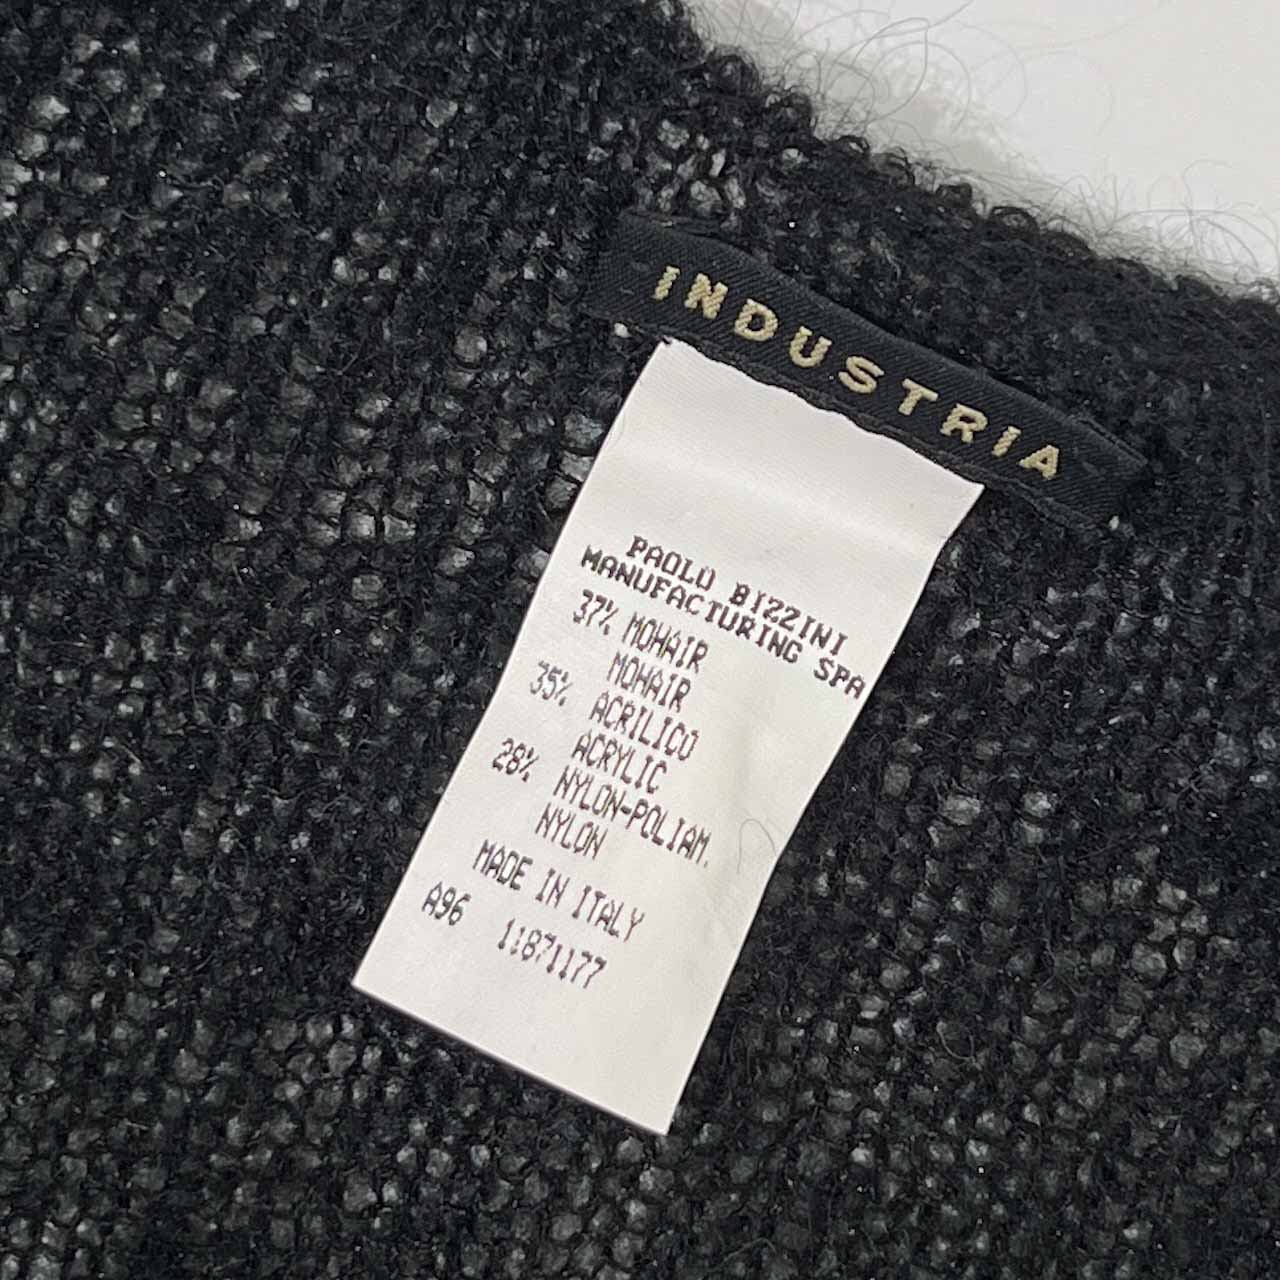 INDUSTRIA
PAOLO BIZZINI
MANUFACTURING SPA
37% MOHAIR
MOHAIR
35% ACRILICO
ACRYLIC
28% NYLON-POLIAM.
NYLON
MADE IN ITALY
A96 11871177